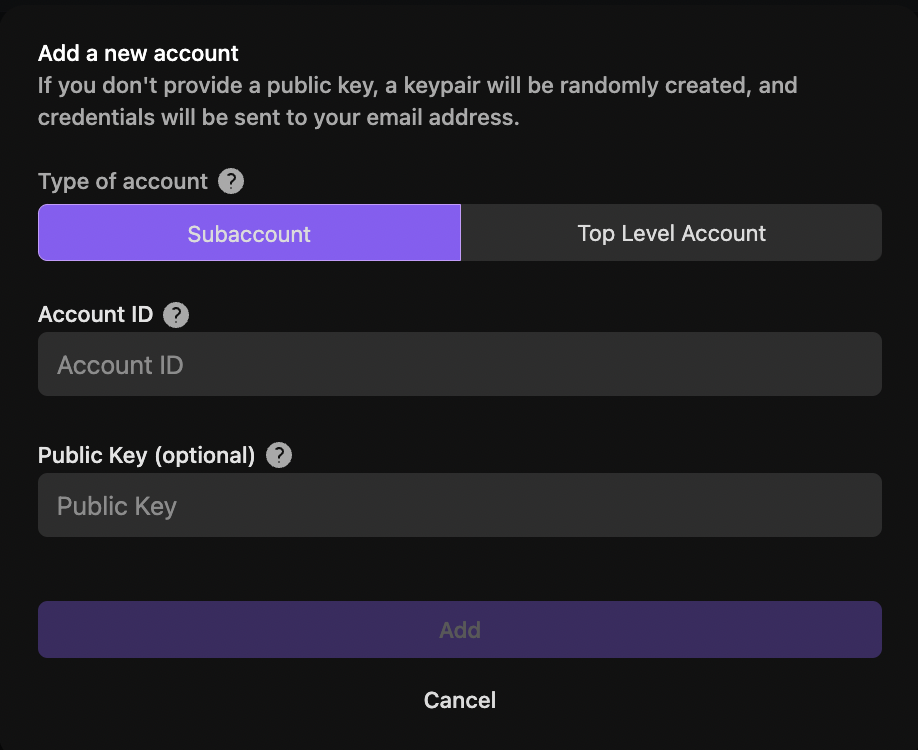 Add a new account
If you don't provide a public key, a keypair will be randomly created, and
credentials will be sent to your email address.
Type of account ?
Subaccount
Top Level Account
Account ID ?
Account ID
Public Key (optional) ?
Public Key
Add
Cancel